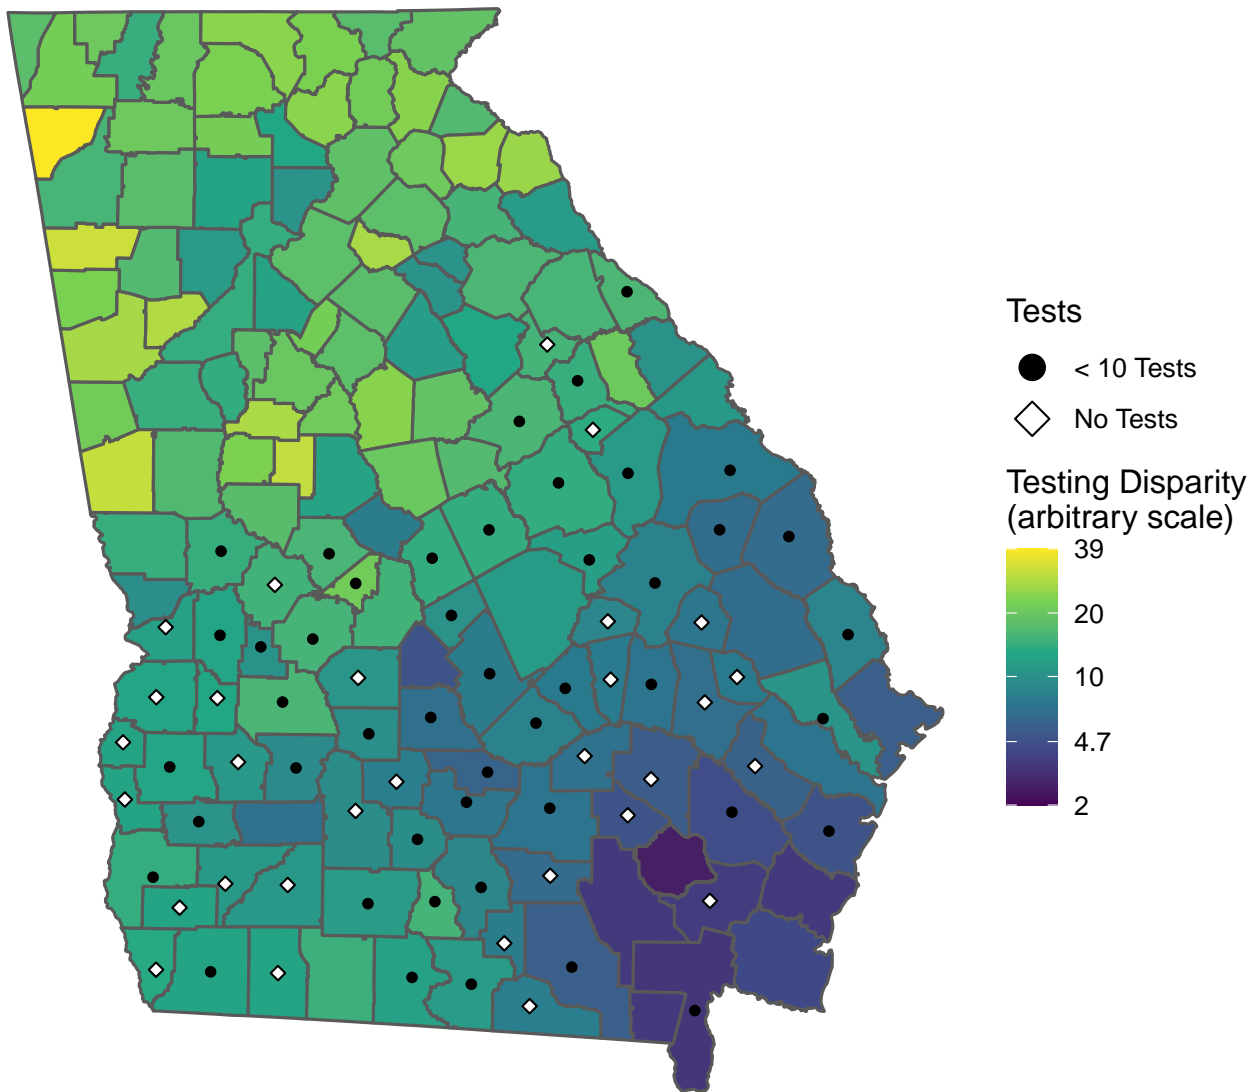 Tests
< 10 Tests
No Tests
Testing Disparity
(arbitrary scale)
39
20
10
4.7
2